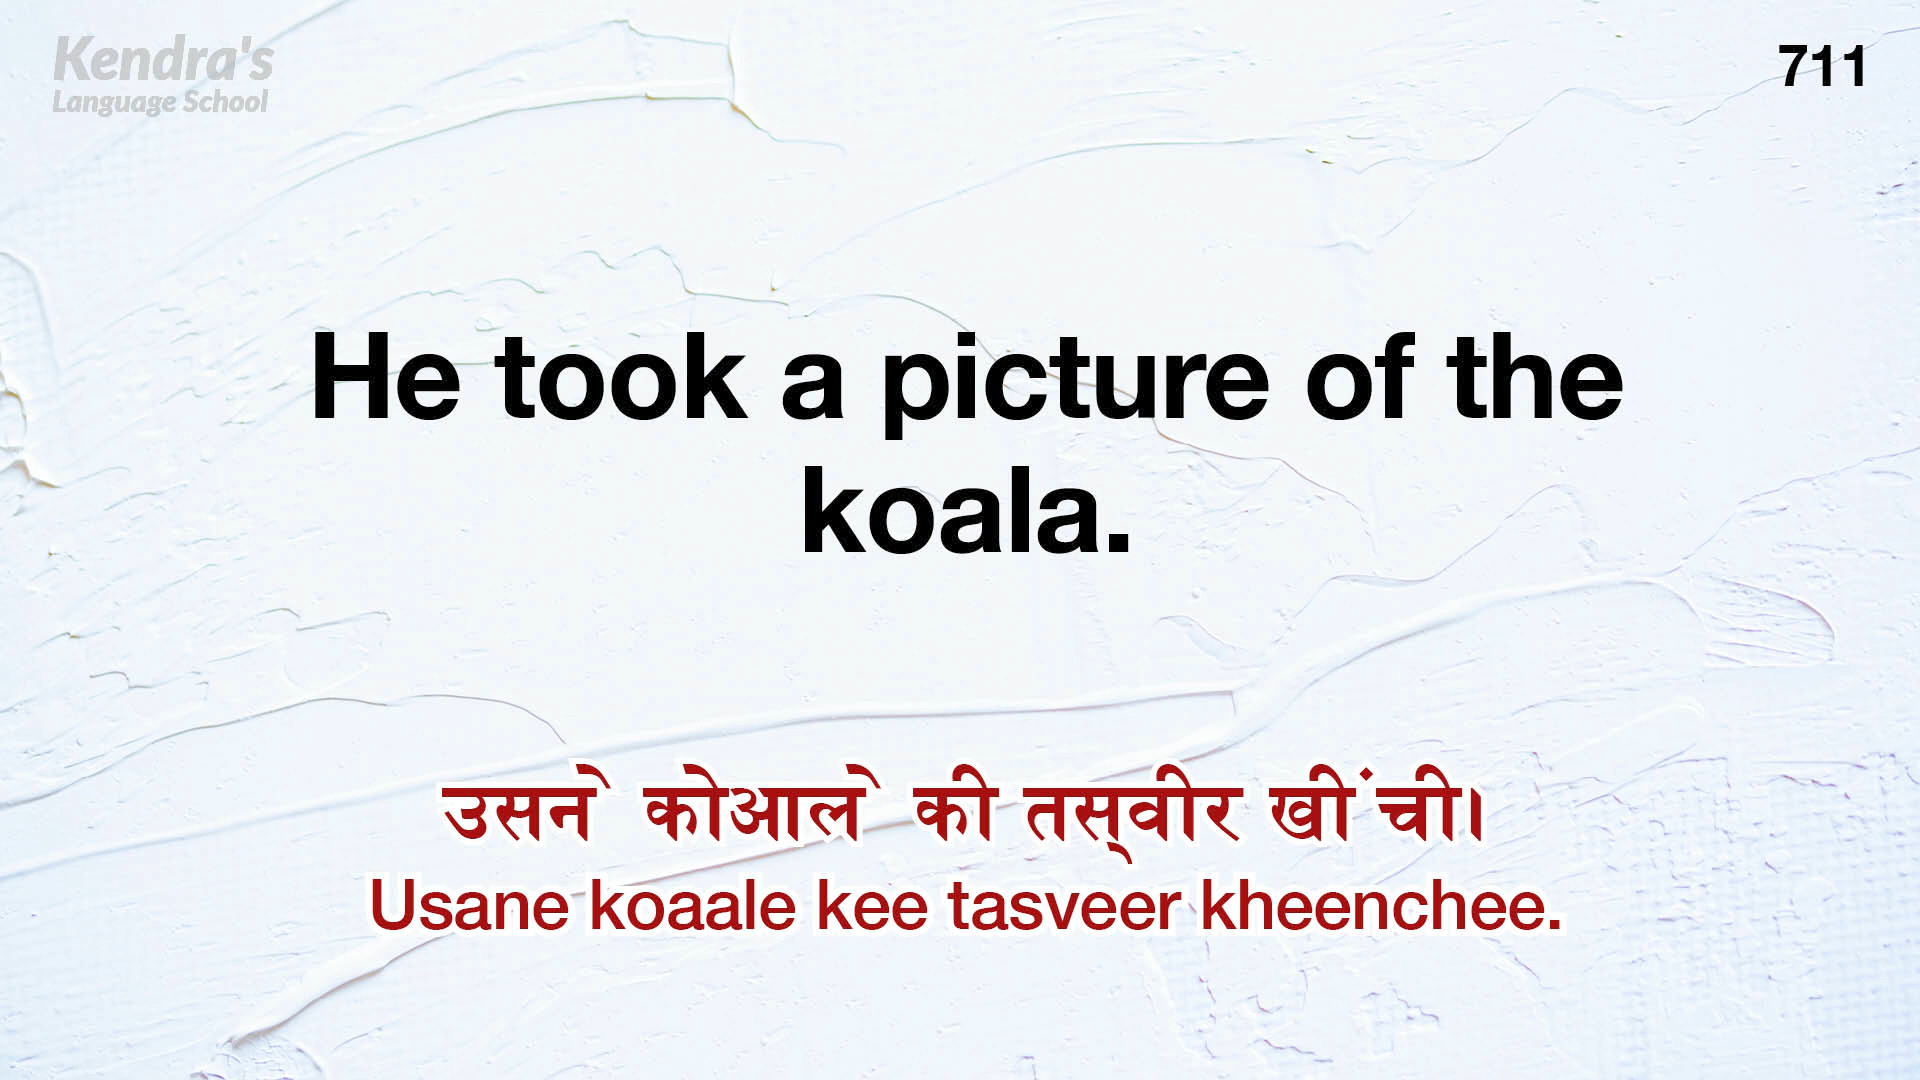 Kendra's
Language School
711
He took a picture of the
koala.
उसने कोआले की तस्वीर खींची।
Usane koaale kee tasveer kheenchee.